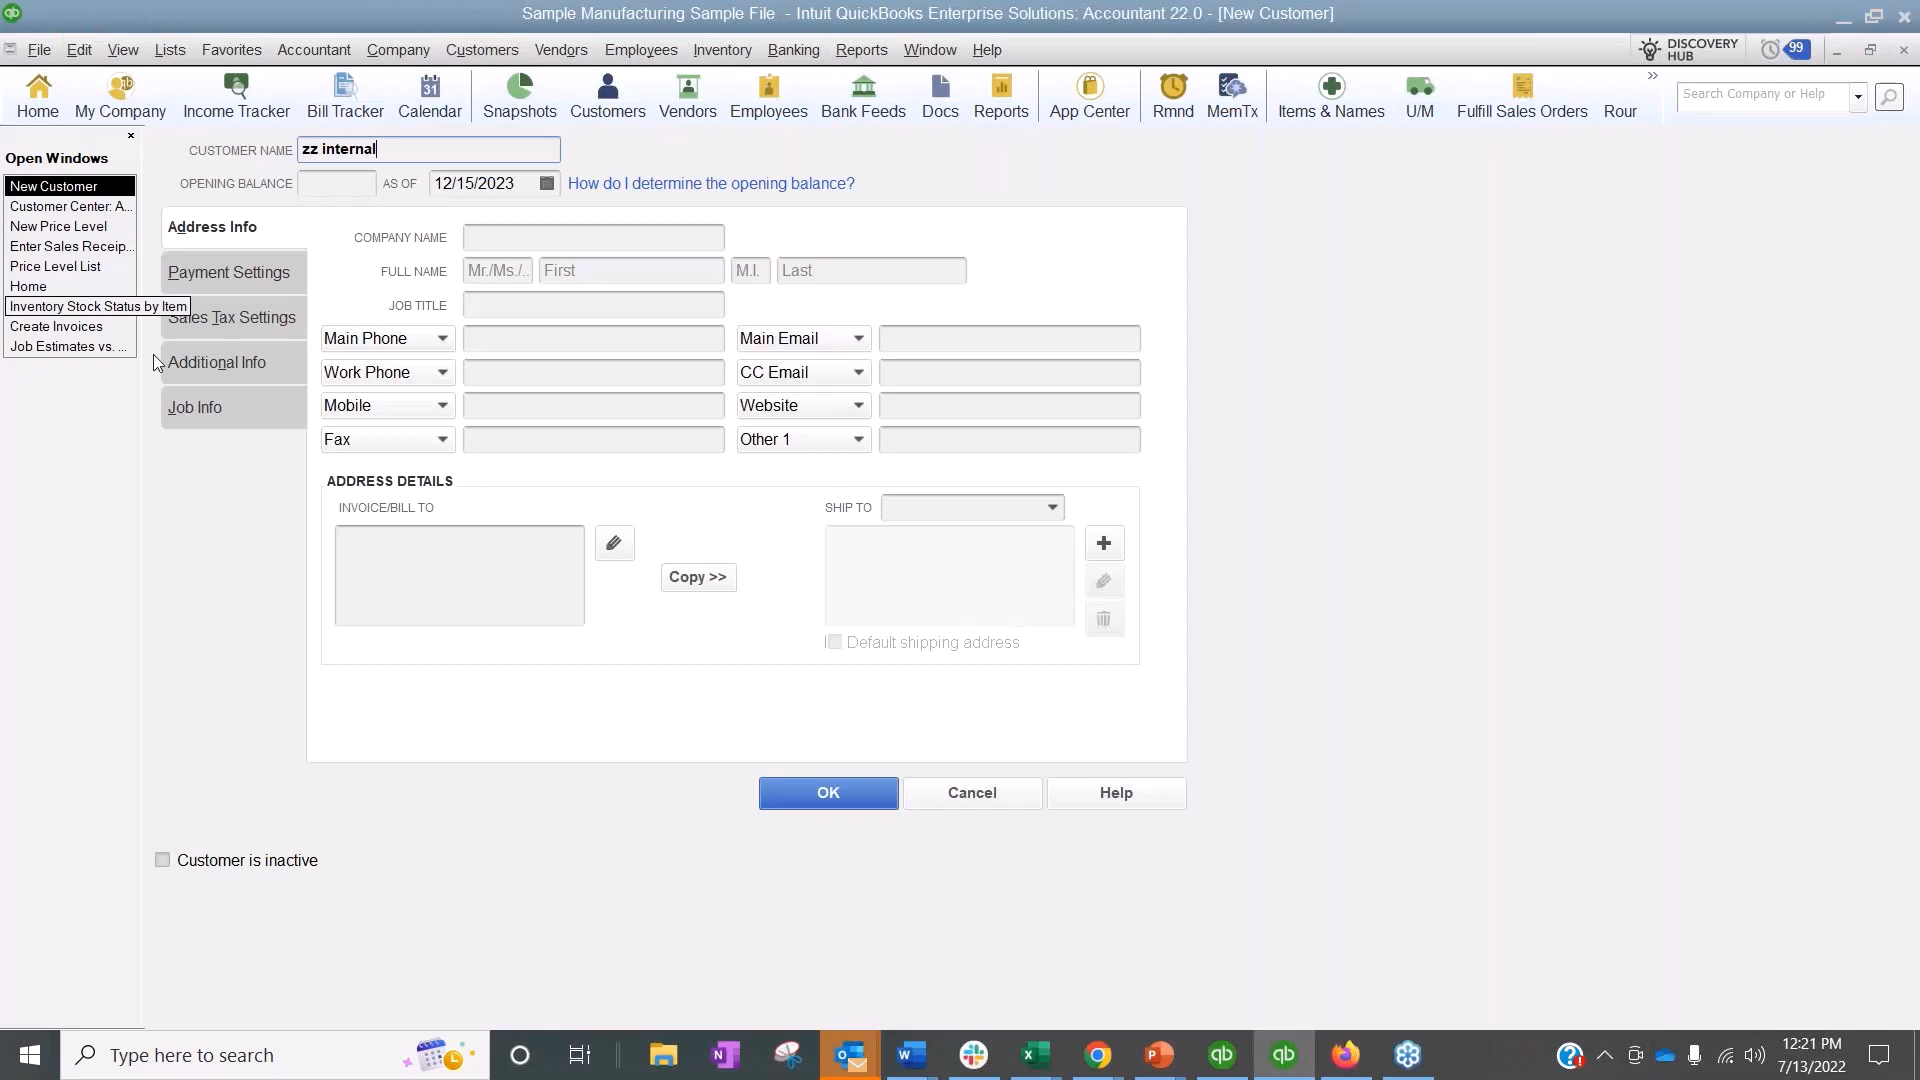 Sample Manufacturing Sample File - Intuit QuickBooks Enterprise Solutions: Accountant 22.0 - [New Customer]
File Edit View Lists Favorites Accountant Company Customers Vendors Employees Inventory Banking Reports Window Help
DISCOVERY HUB 99
Home My Company Income Tracker Bill Tracker Calendar Snapshots Customers Vendors Employees Bank Feeds Docs Reports App Center Rmnd MemTx Items & Names U/M Fulfill Sales Orders Rour
Search Company or Help
Open Windows
New Customer
Customer Center: A...
New Price Level
Enter Sales Receip...
Price Level List
Home
Inventory Stock Status by Item
Create Invoices
Job Estimates vs. ...
CUSTOMER NAME zz internal
OPENING BALANCE AS OF 12/15/2023 How do I determine the opening balance?
Address Info
Payment Settings
Sales Tax Settings
Additional Info
Job Info
COMPANY NAME
FULL NAME Mr./Ms./.. First M.I. Last
JOB TITLE
Main Phone Main Email
Work Phone CC Email
Mobile Website
Fax Other 1
ADDRESS DETAILS
INVOICE/BILL TO SHIP TO
Copy >>
Default shipping address
OK Cancel Help
Customer is inactive
Type here to search
12:21 PM
7/13/2022